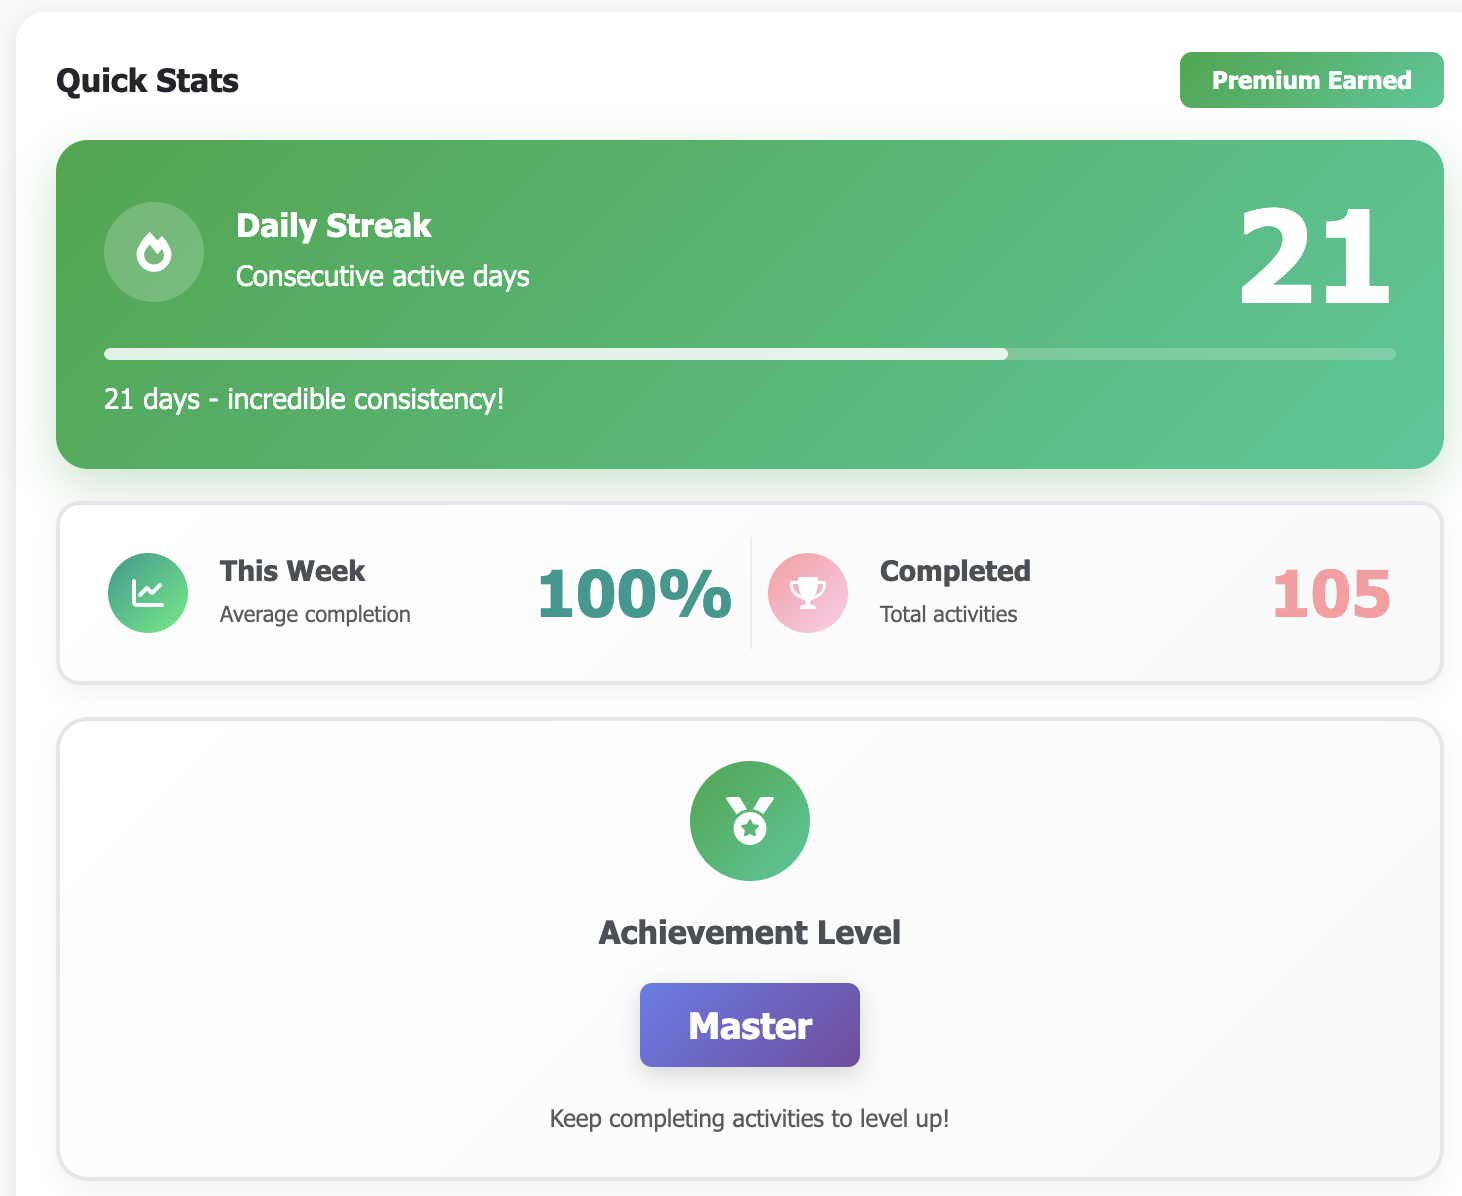 Quick Stats
Premium Earned
Daily Streak
Consecutive active days
21
21 days - incredible consistency!
This Week
Average completion
100%
Completed
Total activities
105
Achievement Level
Master
Keep completing activities to level up!